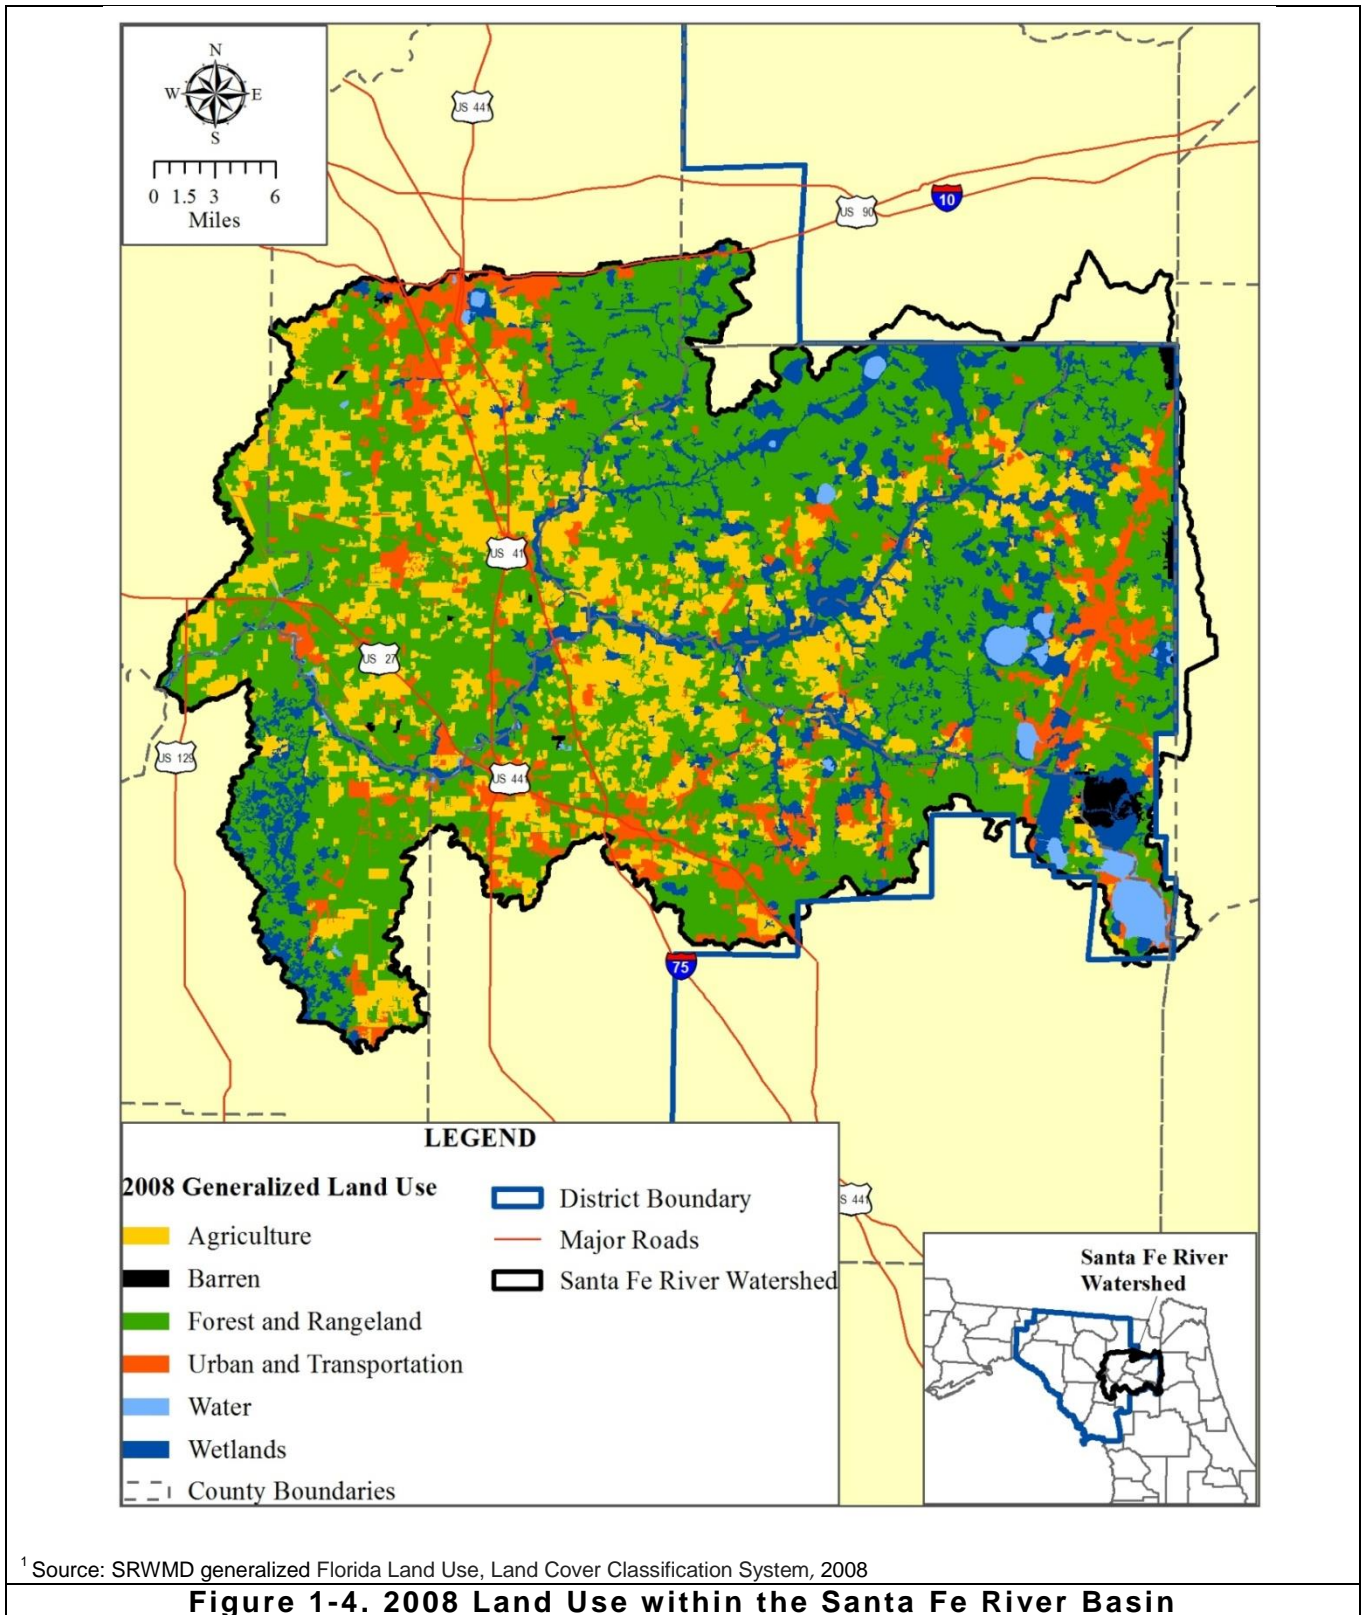 N
W E
S
0 1.5 3 6
Miles
US 441
US 90
10
US 41
US 27
US 129
US 441
75
S 441
LEGEND
2008 Generalized Land Use
Agriculture
Barren
Forest and Rangeland
Urban and Transportation
Water
Wetlands
County Boundaries
District Boundary
Major Roads
Santa Fe River Watershed
Santa Fe River
Watershed
1 Source: SRWMD generalized Florida Land Use, Land Cover Classification System, 2008
Figure 1-4. 2008 Land Use within the Santa Fe River Basin